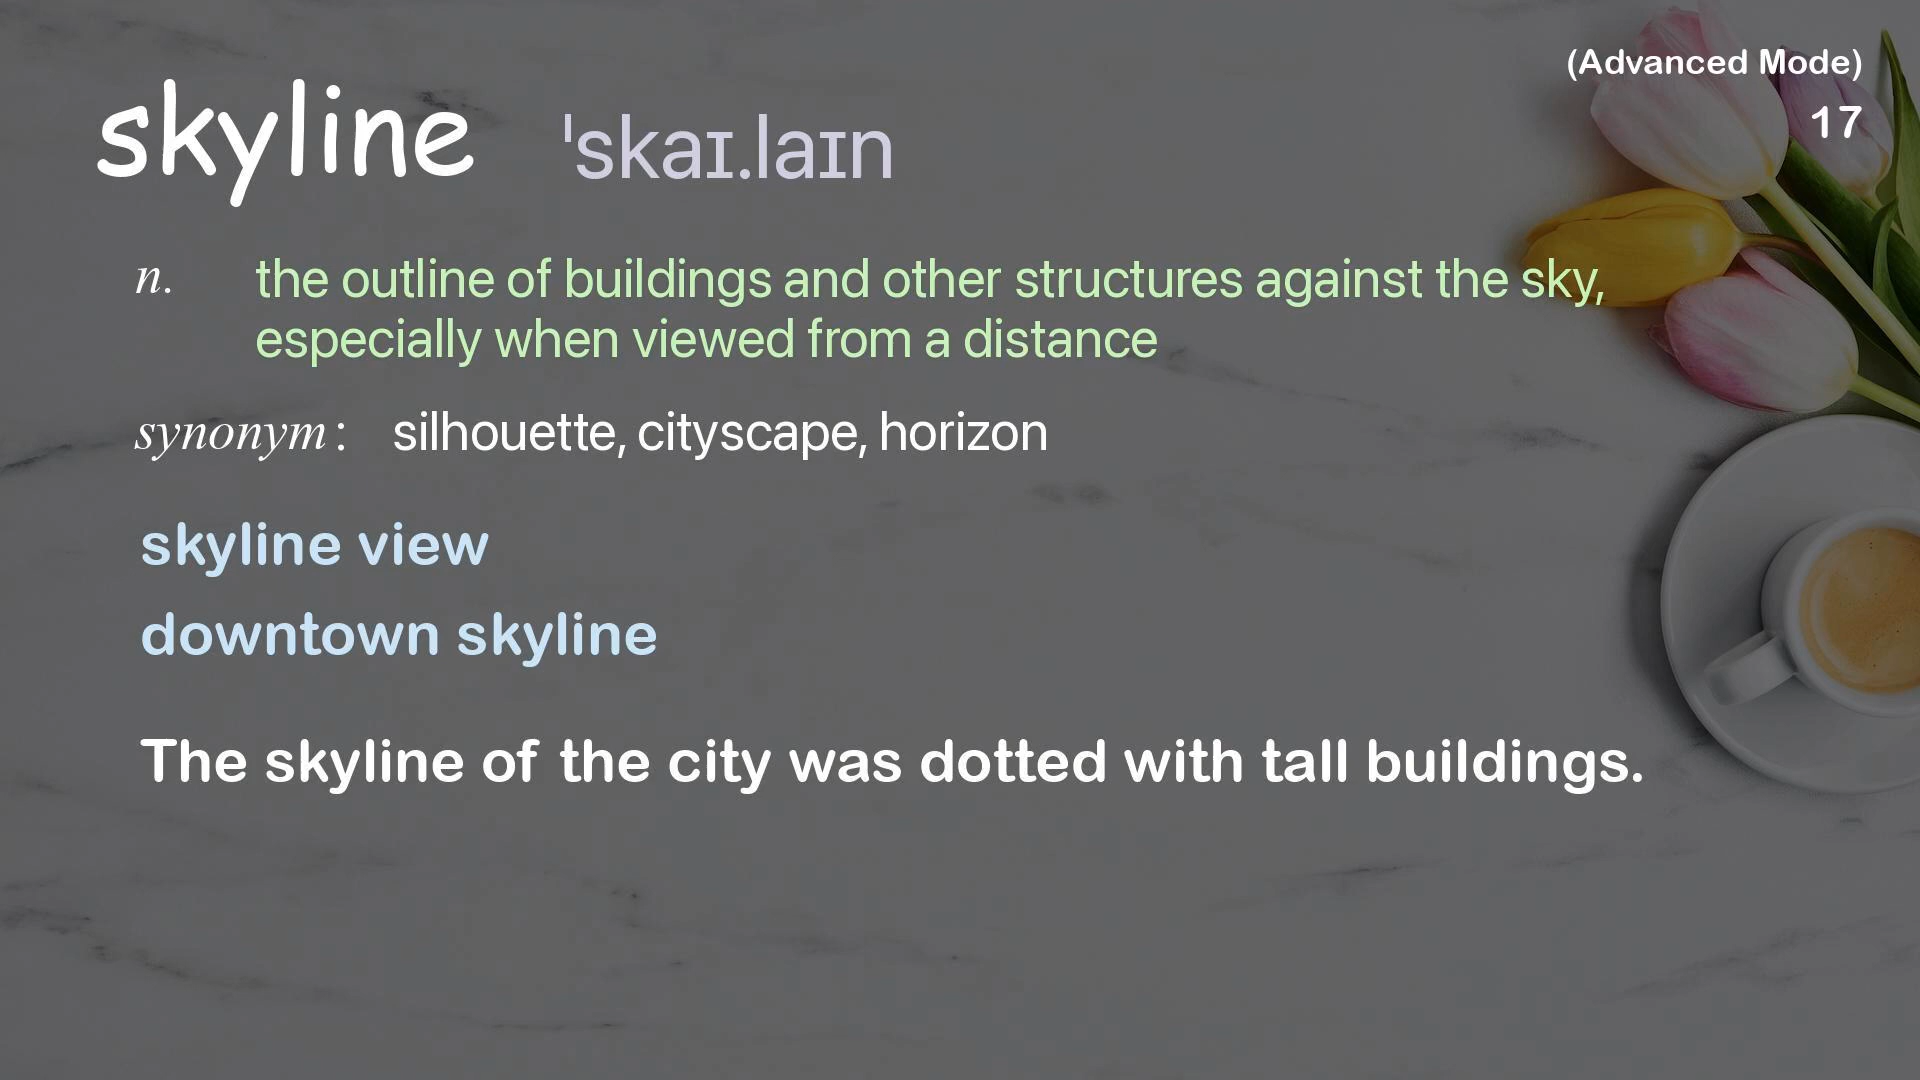 (Advanced Mode)
17
skyline ˈskaɪ.laɪn
n. the outline of buildings and other structures against the sky,
especially when viewed from a distance
synonym: silhouette, cityscape, horizon
skyline view
downtown skyline
The skyline of the city was dotted with tall buildings.